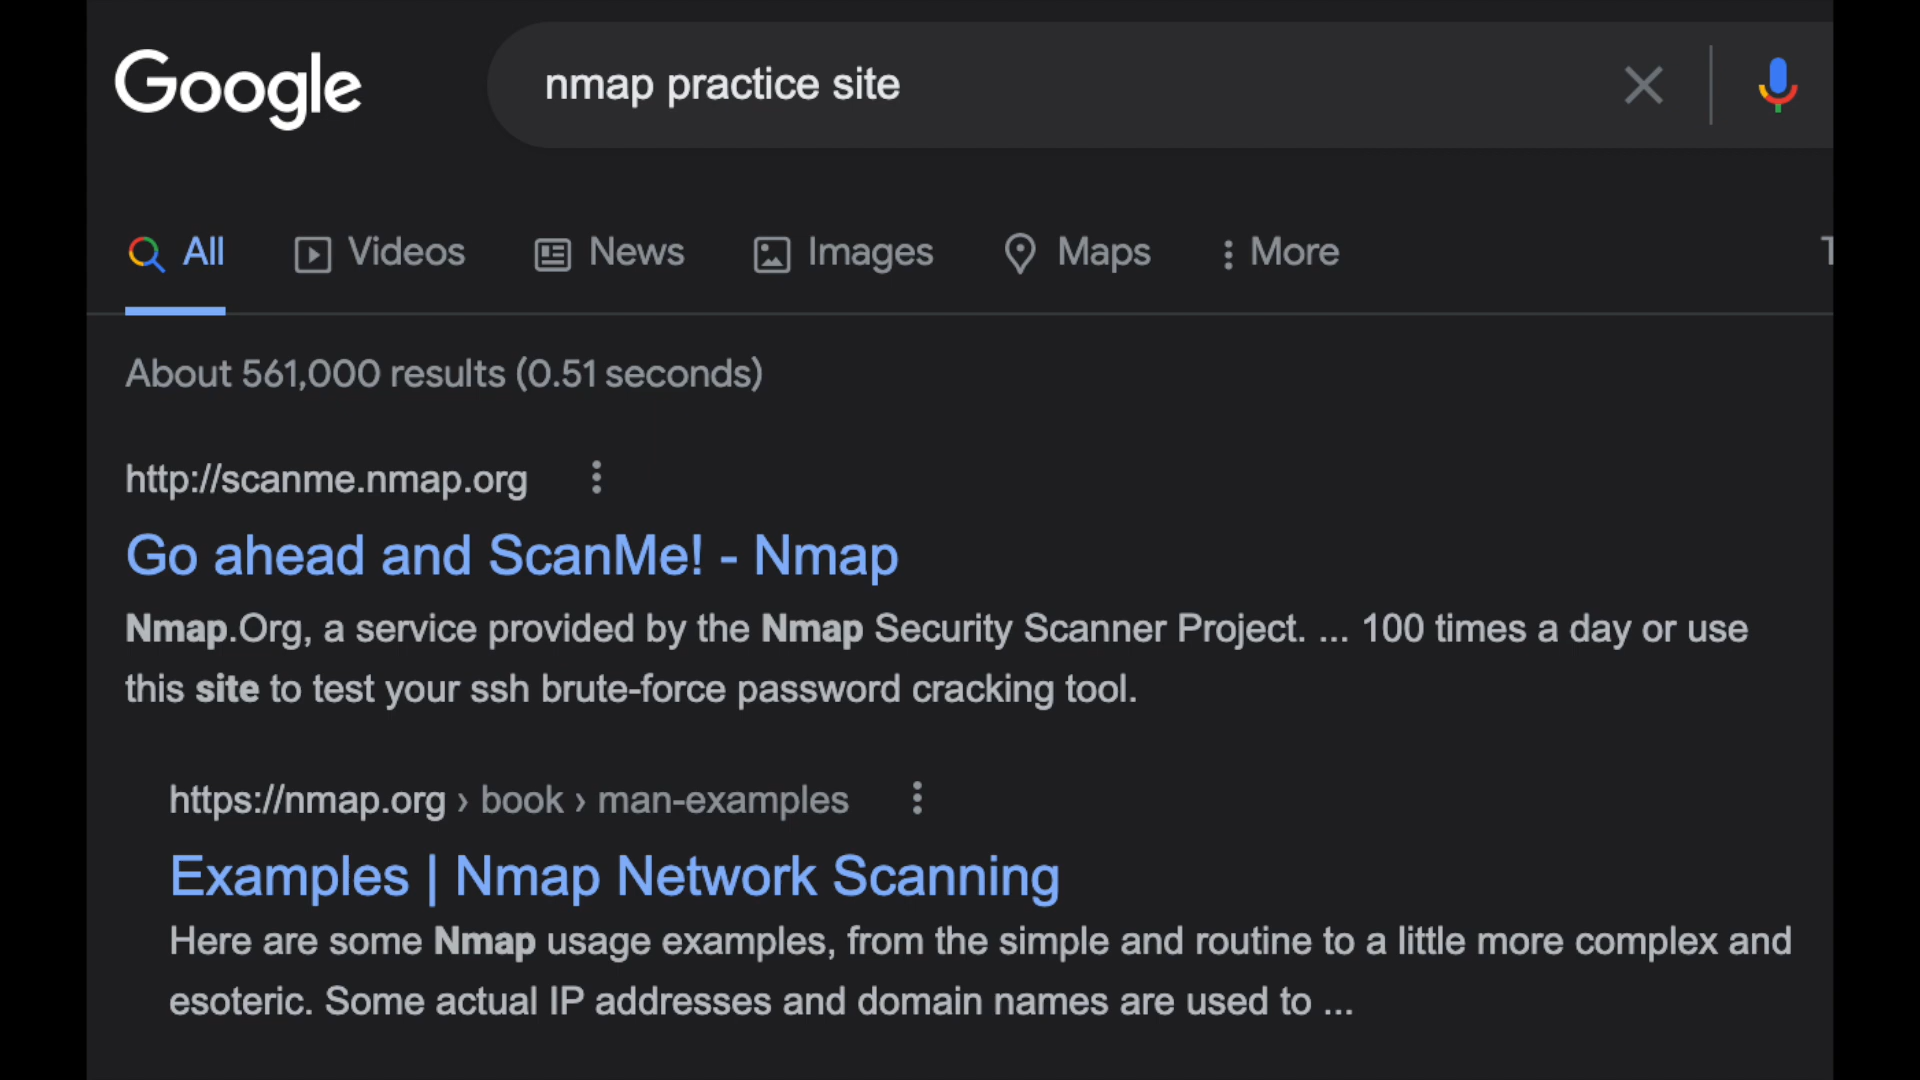 Google
nmap practice site
All Videos News Images Maps More
About 561,000 results (0.51 seconds)
http://scanme.nmap.org
Go ahead and ScanMe! - Nmap
Nmap.Org, a service provided by the Nmap Security Scanner Project. ... 100 times a day or use
this site to test your ssh brute-force password cracking tool.
https://nmap.org › book › man-examples
Examples | Nmap Network Scanning
Here are some Nmap usage examples, from the simple and routine to a little more complex and
esoteric. Some actual IP addresses and domain names are used to ...